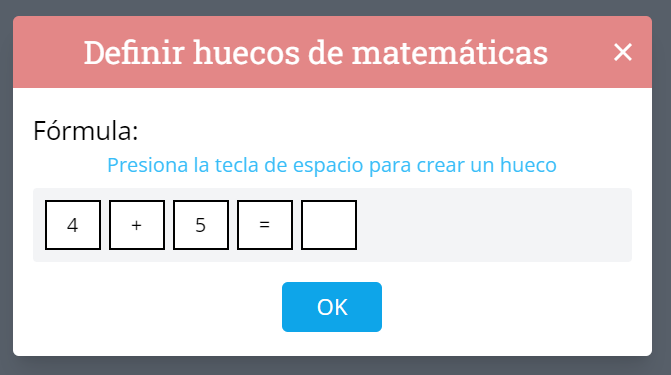 Definir huecos de matemáticas ×
Fórmula:
Presiona la tecla de espacio para crear un hueco
4 + 5 =
OK